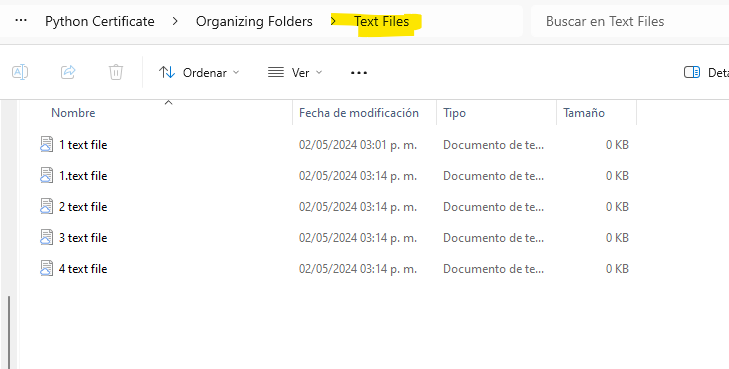 Python Certificate > Organizing Folders > Text Files Buscar en Text Files
Ordenar Ver Deta
Nombre Fecha de modificación Tipo Tamaño
1 text file 02/05/2024 03:01 p. m. Documento de te... 0 KB
1.text file 02/05/2024 03:14 p. m. Documento de te... 0 KB
2 text file 02/05/2024 03:14 p. m. Documento de te... 0 KB
3 text file 02/05/2024 03:14 p. m. Documento de te... 0 KB
4 text file 02/05/2024 03:14 p. m. Documento de te... 0 KB